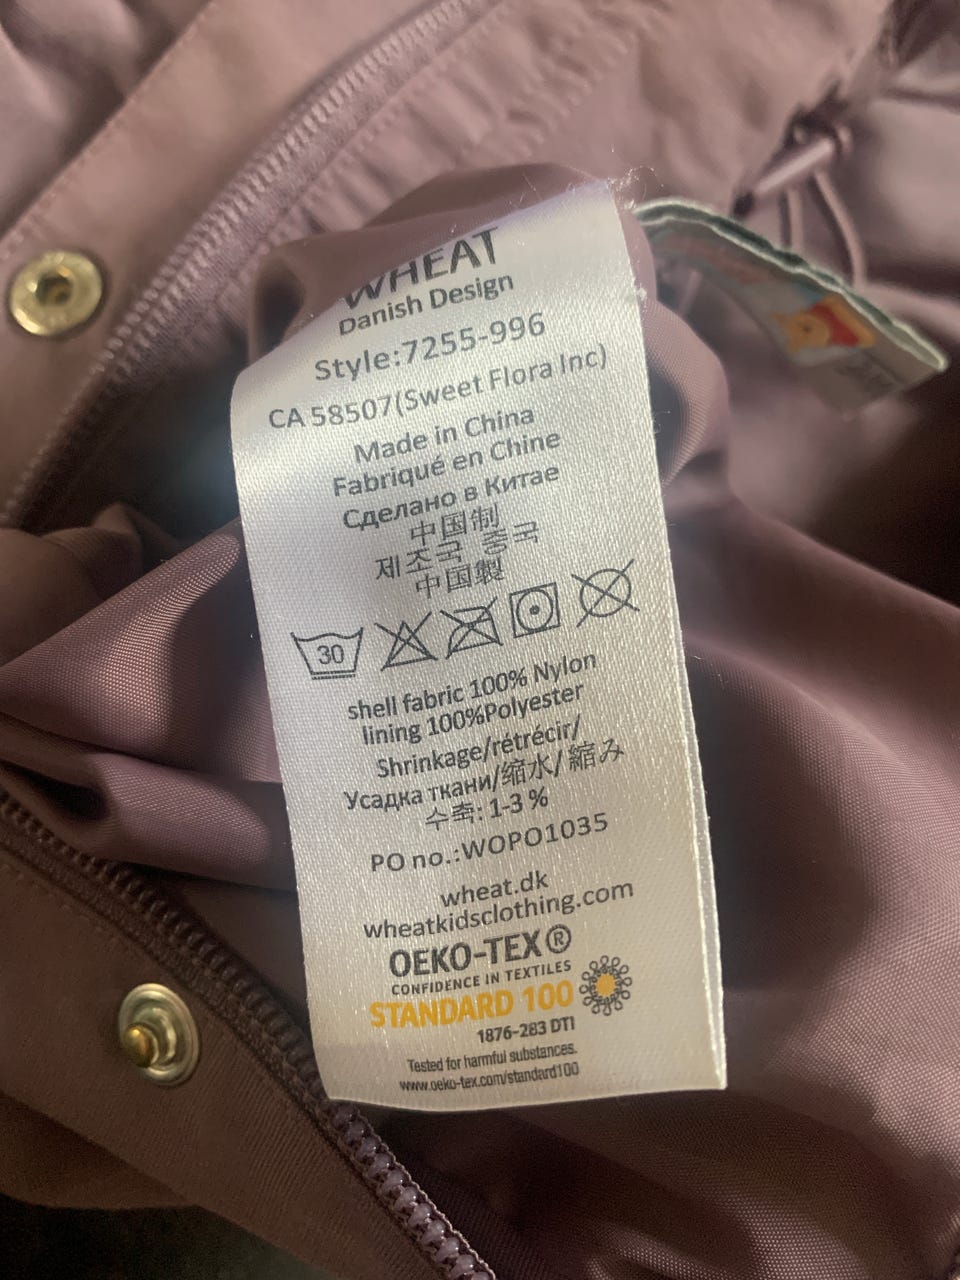 WHEAT
Danish Design
Style:7255-996
CA 58507(Sweet Flora Inc)
Made in China
Fabriqué en Chine
Сделано в Китае
中国制
제조국 중국
中国製
30
shell fabric 100% Nylon
lining 100%Polyester
Shrinkage/rétrécir/
Усадка ткани/缩水/ 縮み
수축: 1-3 %
PO no.:WOPO1035
wheat.dk
wheatkidsclothing.com
OEKO-TEX®
CONFIDENCE IN TEXTILES
STANDARD 100
1876-283 DTI
Tested for harmful substances.
www.oeko-tex.com/standard100